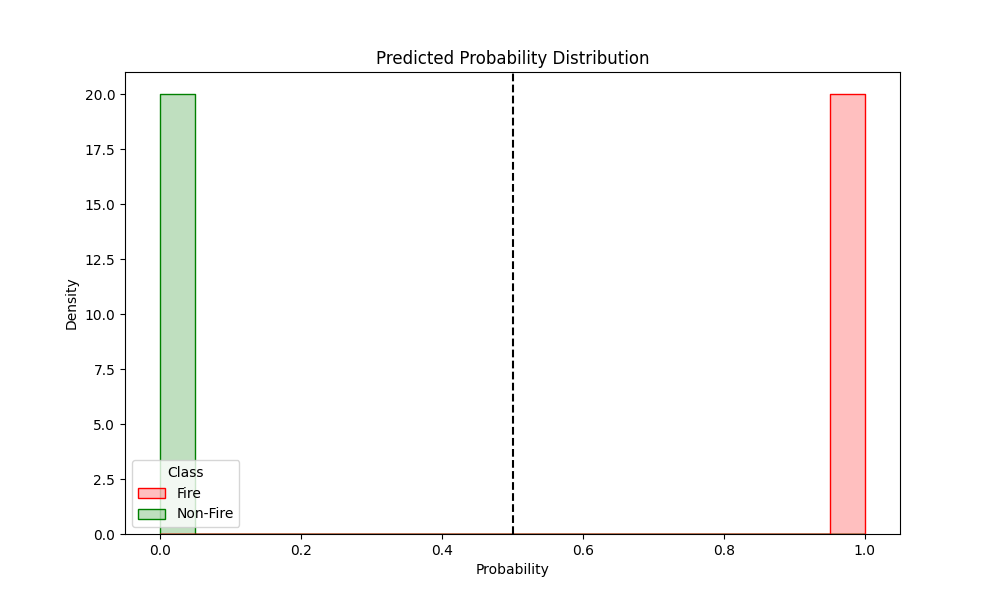 Predicted Probability Distribution
Density
20.0
17.5
15.0
12.5
10.0
7.5
5.0
2.5
0.0
Class
Fire
Non-Fire
0.0 0.2 0.4 0.6 0.8 1.0
Probability